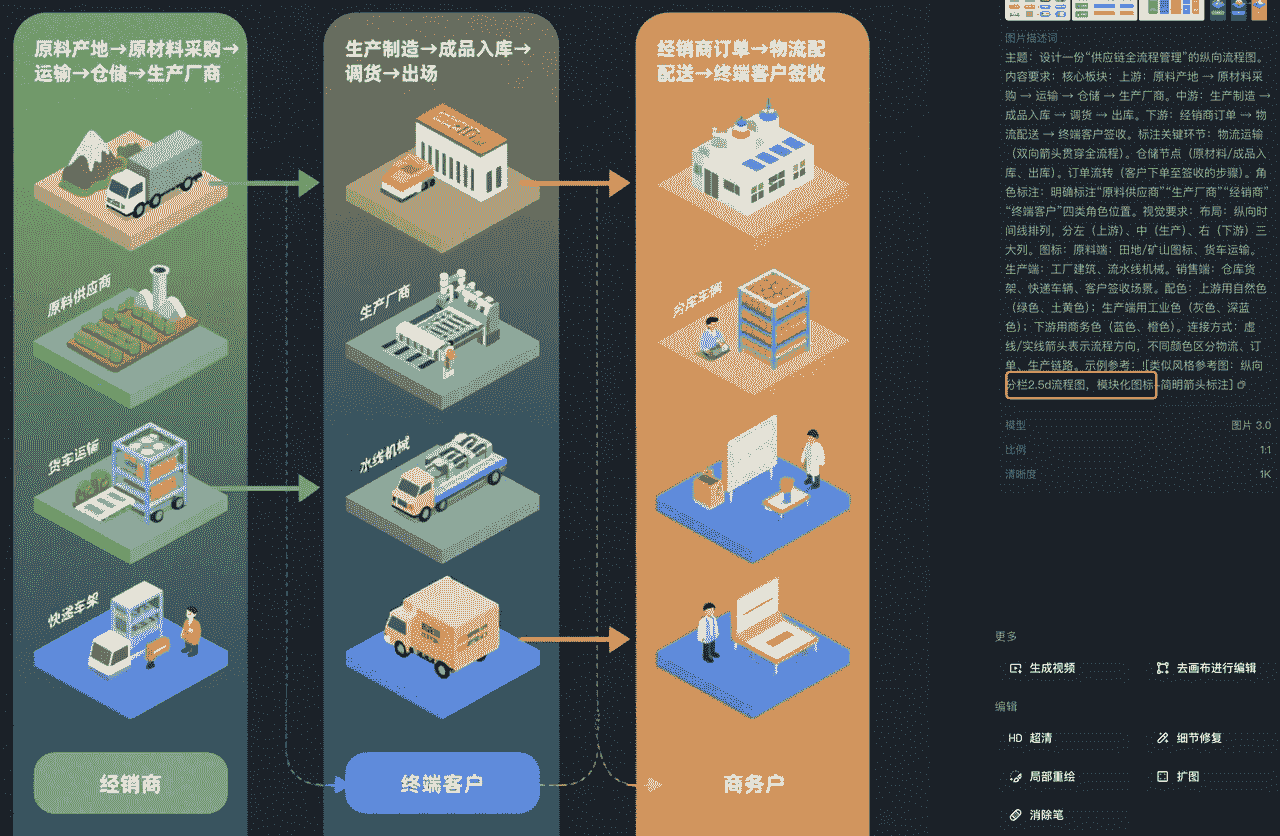 原料产地→原材料采购→
运输→仓储→生产厂商
原料供应商
货车运输
快递车架
经销商
生产制造→成品入库→
调货→出场
生产厂商
水线机械
终端客户
经销商订单→物流配
配送→终端客户签收
车辆
商务户
图片描述词
主题：设计一份“供应链全流程管理”的纵向流程图。
内容要求：核心板块：上游：原料产地 → 原材料采
购 → 运输 → 仓储 → 生产厂商。中游：生产制造 →
成品入库 → 调货 → 出库。下游：经销商订单 → 物
流配送 → 终端客户签收。标注关键环节：物流运输
（双向箭头贯穿全流程）。仓储节点（原材料/成品入
库、出库）。订单流转（客户下单至签收的步骤）。角
色标注：明确标注“原料供应商”“生产厂商”“经销商”
“终端客户”四类角色位置。视觉要求：布局：纵向时
间线排列，分左（上游）、中（生产）、右（下游）三
大列。图标：原料端：田地/矿山图标、货车运输。
生产端：工厂建筑、流水线机械。销售端：仓库货
架、快递车辆、客户签收场景。配色：上游用自然色
（绿色、土黄色）；生产端用工业色（灰色、深蓝
色）；下游用商务色（蓝色、橙色）。连接方式：虚
线/实线箭头表示流程方向，不同颜色区分物流、订
单、生产链路。示例参考：![类似风格参考图：纵向
分栏2.5d流程图，模块化图标+简明箭头标注]
模型
图片 3.0
比例
1:1
清晰度
1K
更多
生成视频
去画布进行编辑
编辑
HD 超清
细节修复
局部重绘
扩图
消除笔